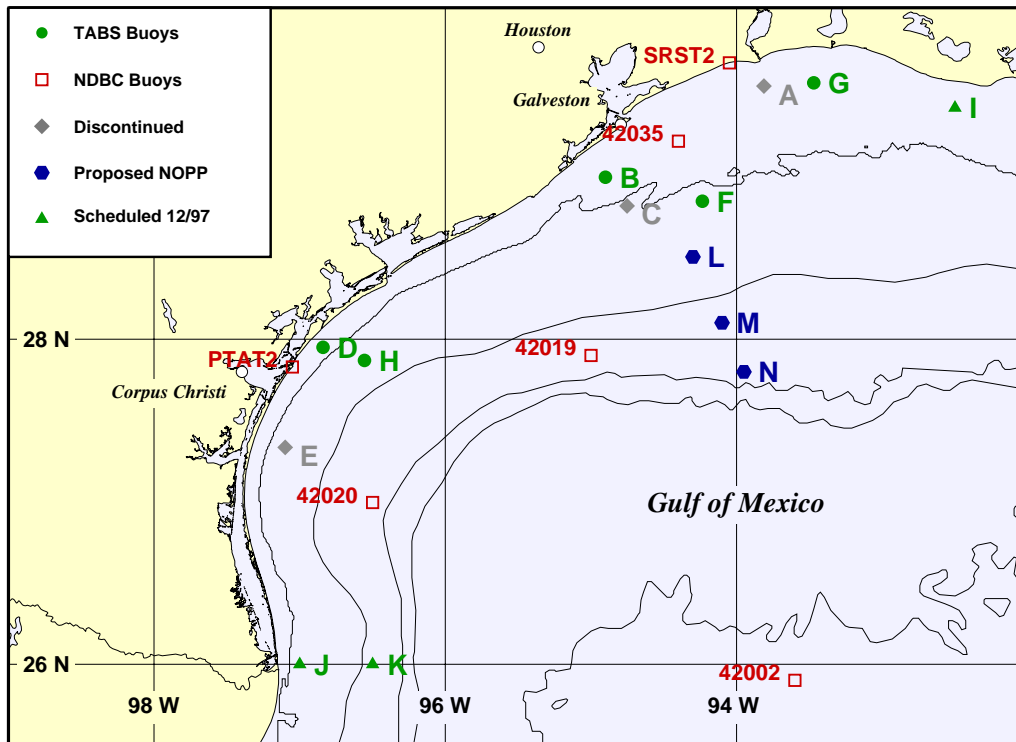 TABS Buoys
NDBC Buoys
Discontinued
Proposed NOPP
Scheduled 12/97
Houston
SRST2
A
G
I
Galveston
42035
B
C
F
L
28 N
M
D
H
42019
PTAT2
N
Corpus Christi
E
42020
Gulf of Mexico
26 N
J
K
42002
98 W
96 W
94 W